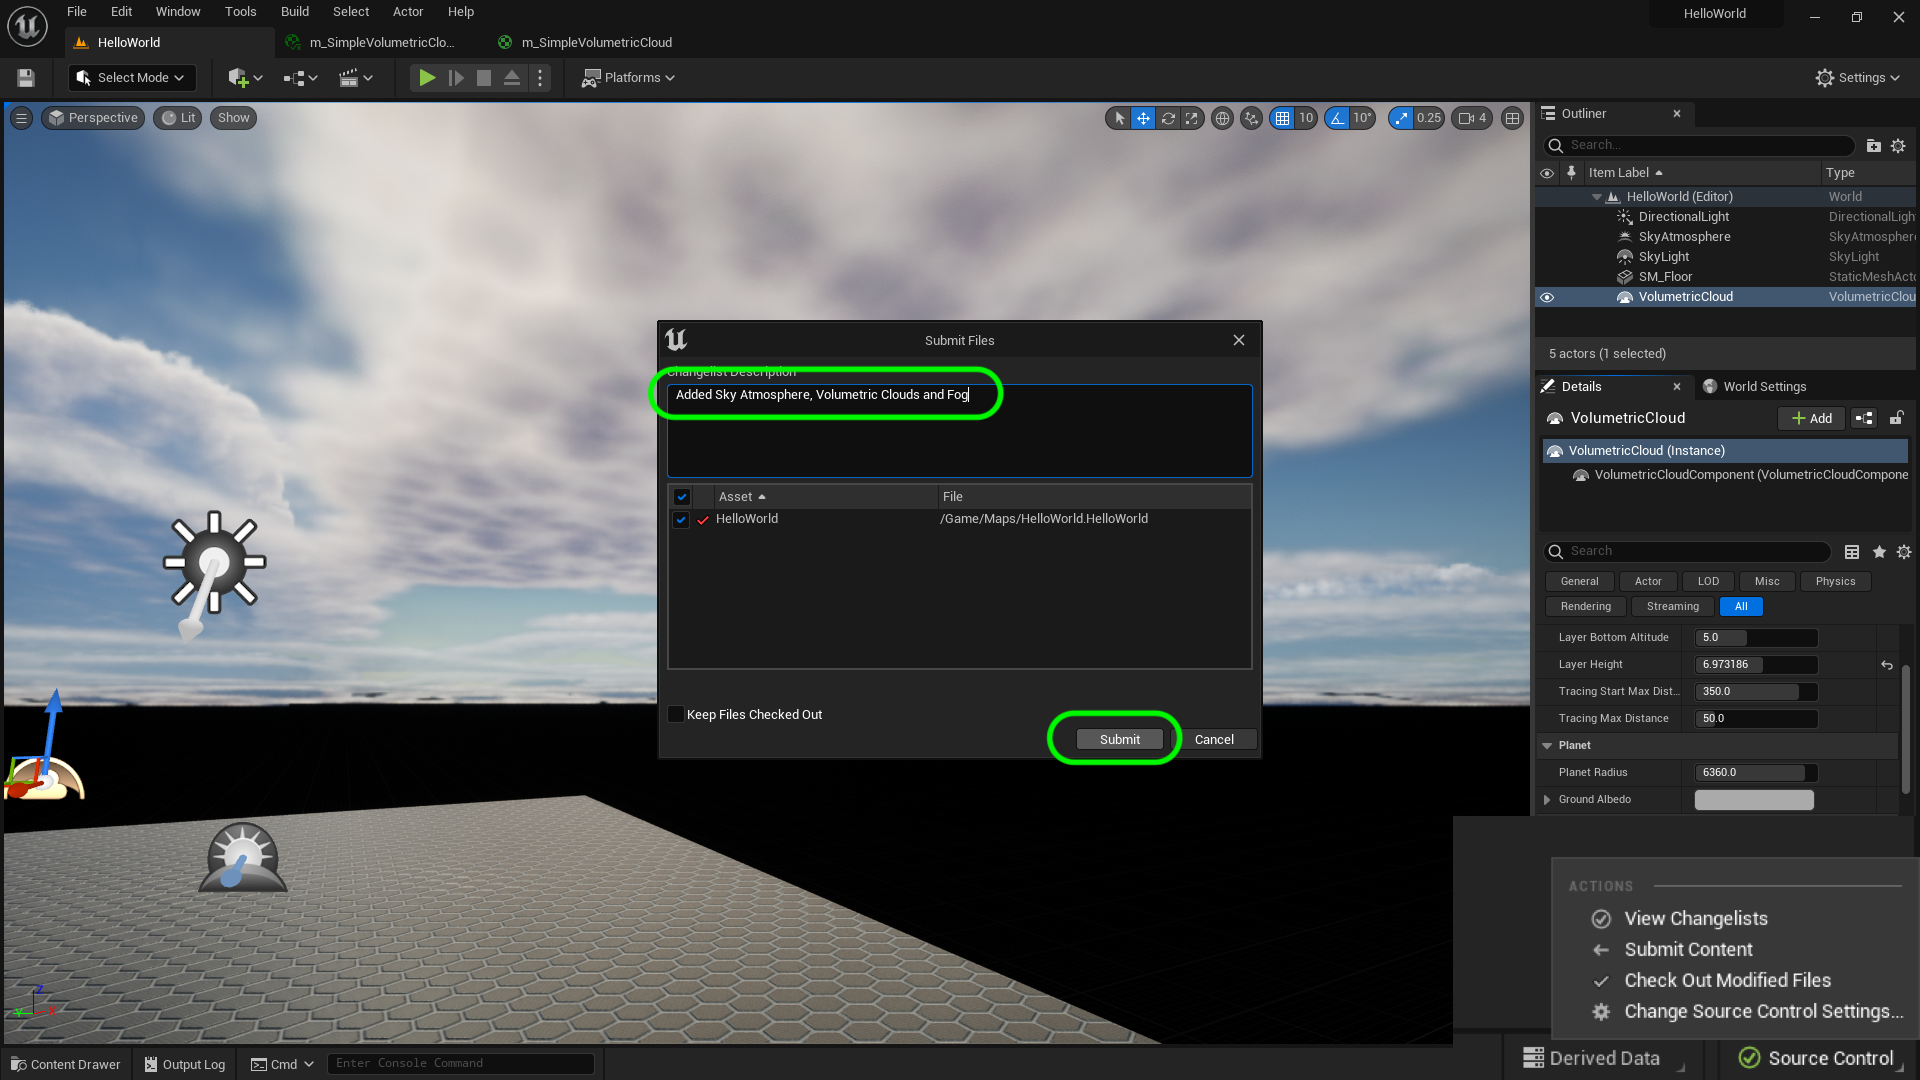 File Edit Window Tools Build Select Actor Help
HelloWorld
HelloWorld m_SimpleVolumetricClo... m_SimpleVolumetricCloud
Select Mode Platforms Settings
Perspective Lit Show 10 10° 0.25 4
Outliner
Search...
Item Label Type
HelloWorld (Editor) World
DirectionalLight DirectionalLigh
SkyAtmosphere SkyAtmosphere
SkyLight SkyLight
SM_Floor StaticMeshActo
VolumetricCloud VolumetricClou
5 actors (1 selected)
Details World Settings
VolumetricCloud Add
VolumetricCloud (Instance)
VolumetricCloudComponent (VolumetricCloudCompone
Search
General Actor LOD Misc Physics
Rendering Streaming All
Layer Bottom Altitude 5.0
Layer Height 6.973186
Tracing Start Max Dist... 350.0
Tracing Max Distance 50.0
Planet
Planet Radius 6360.0
Ground Albedo
Submit Files
Changelist Description
Added Sky Atmosphere, Volumetric Clouds and Fog
Asset File
HelloWorld /Game/Maps/HelloWorld.HelloWorld
Keep Files Checked Out
Submit Cancel
ACTIONS
View Changelists
Submit Content
Check Out Modified Files
Change Source Control Settings...
Z
Y X
Content Drawer Output Log Cmd Enter Console Command Derived Data Source Control